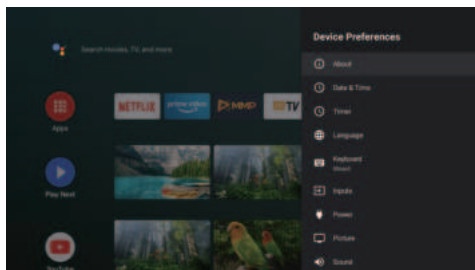 Device Preferences
Search movies, TV, and more
About
Date & Time
Timer
NETFLIX
prime video
MMP
TV
Apps
Language
Keyboard
Inputs
Play Next
Power
Picture
YouTube
Sound